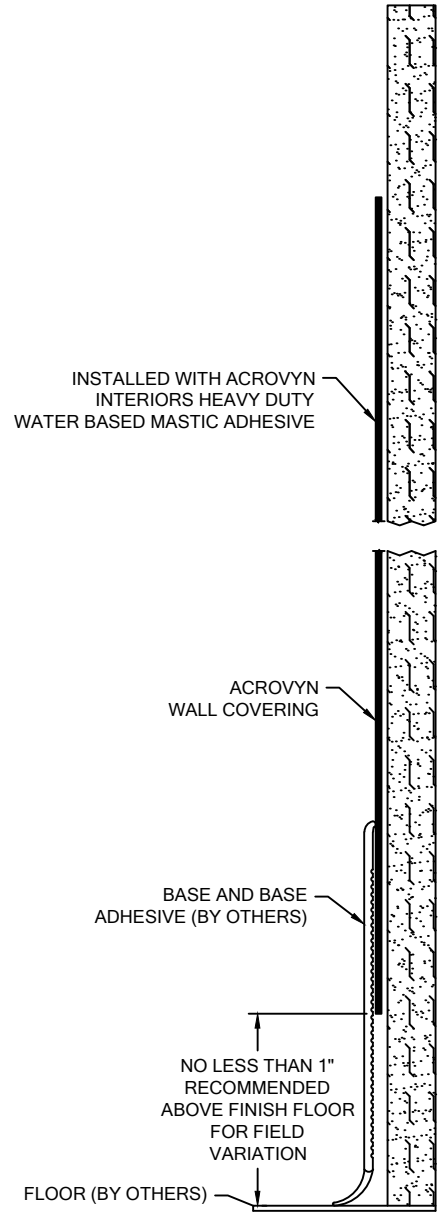 INSTALLED WITH ACROVYN
INTERIORS HEAVY DUTY
WATER BASED MASTIC ADHESIVE
ACROVYN
WALL COVERING
BASE AND BASE
ADHESIVE (BY OTHERS)
NO LESS THAN 1"
RECOMMENDED
ABOVE FINISH FLOOR
FOR FIELD
VARIATION
FLOOR (BY OTHERS)